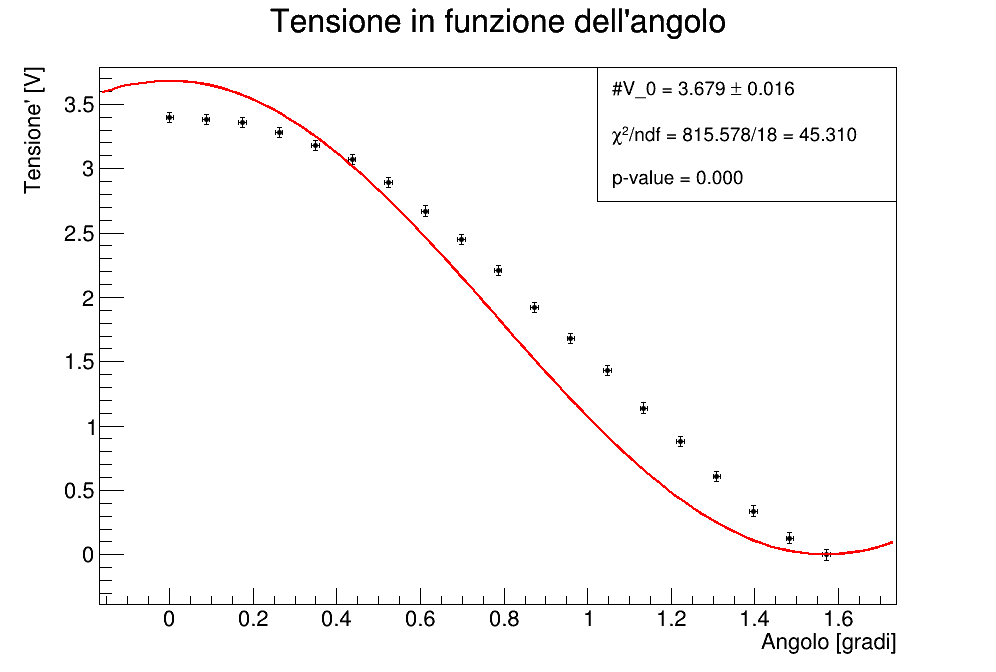 Tensione in funzione dell'angolo
Tensione' [V]
#V_0 = 3.679 ± 0.016
χ²/ndf = 815.578/18 = 45.310
p-value = 0.000
3.5
3
2.5
2
1.5
1
0.5
0
0 0.2 0.4 0.6 0.8 1 1.2 1.4 1.6
Angolo [gradi]